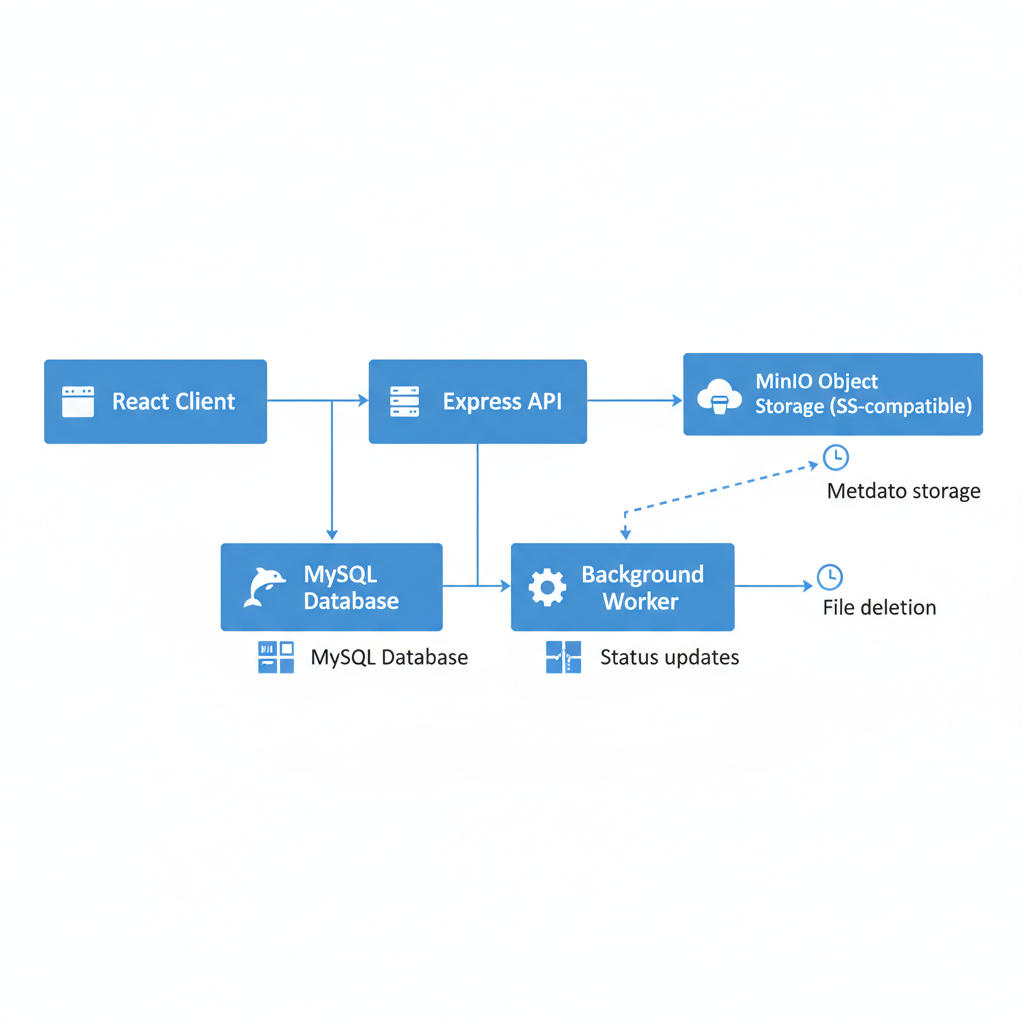 React Client
Express API
MinIO Object
Storage (SS-compatible)
Metdato storage
MySQL
Database
Background
Worker
File deletion
MySQL Database
Status updates